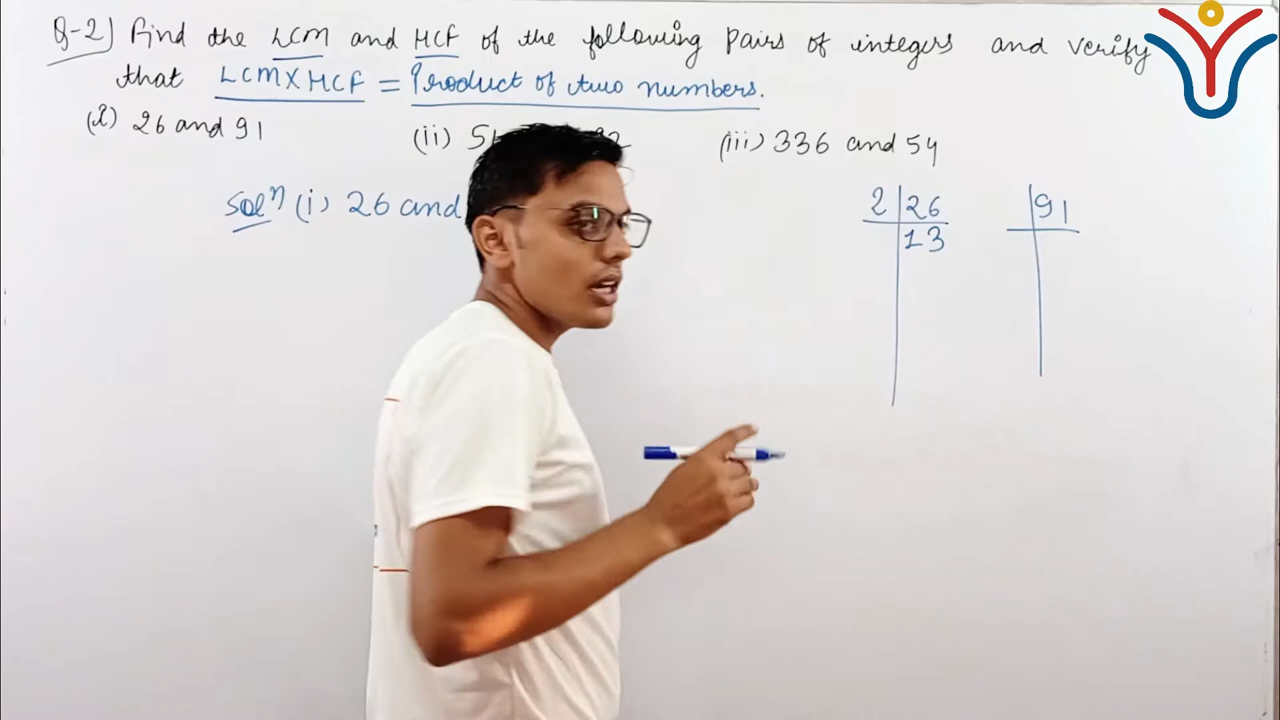 Q-2) Find the LCM and HCF of the following pairs of integers and verify
that LCM X HCF = Product of two numbers.
(i) 26 and 91 (ii) (iii) 336 and 54
Solⁿ (i) 26 and
2 26 91
13